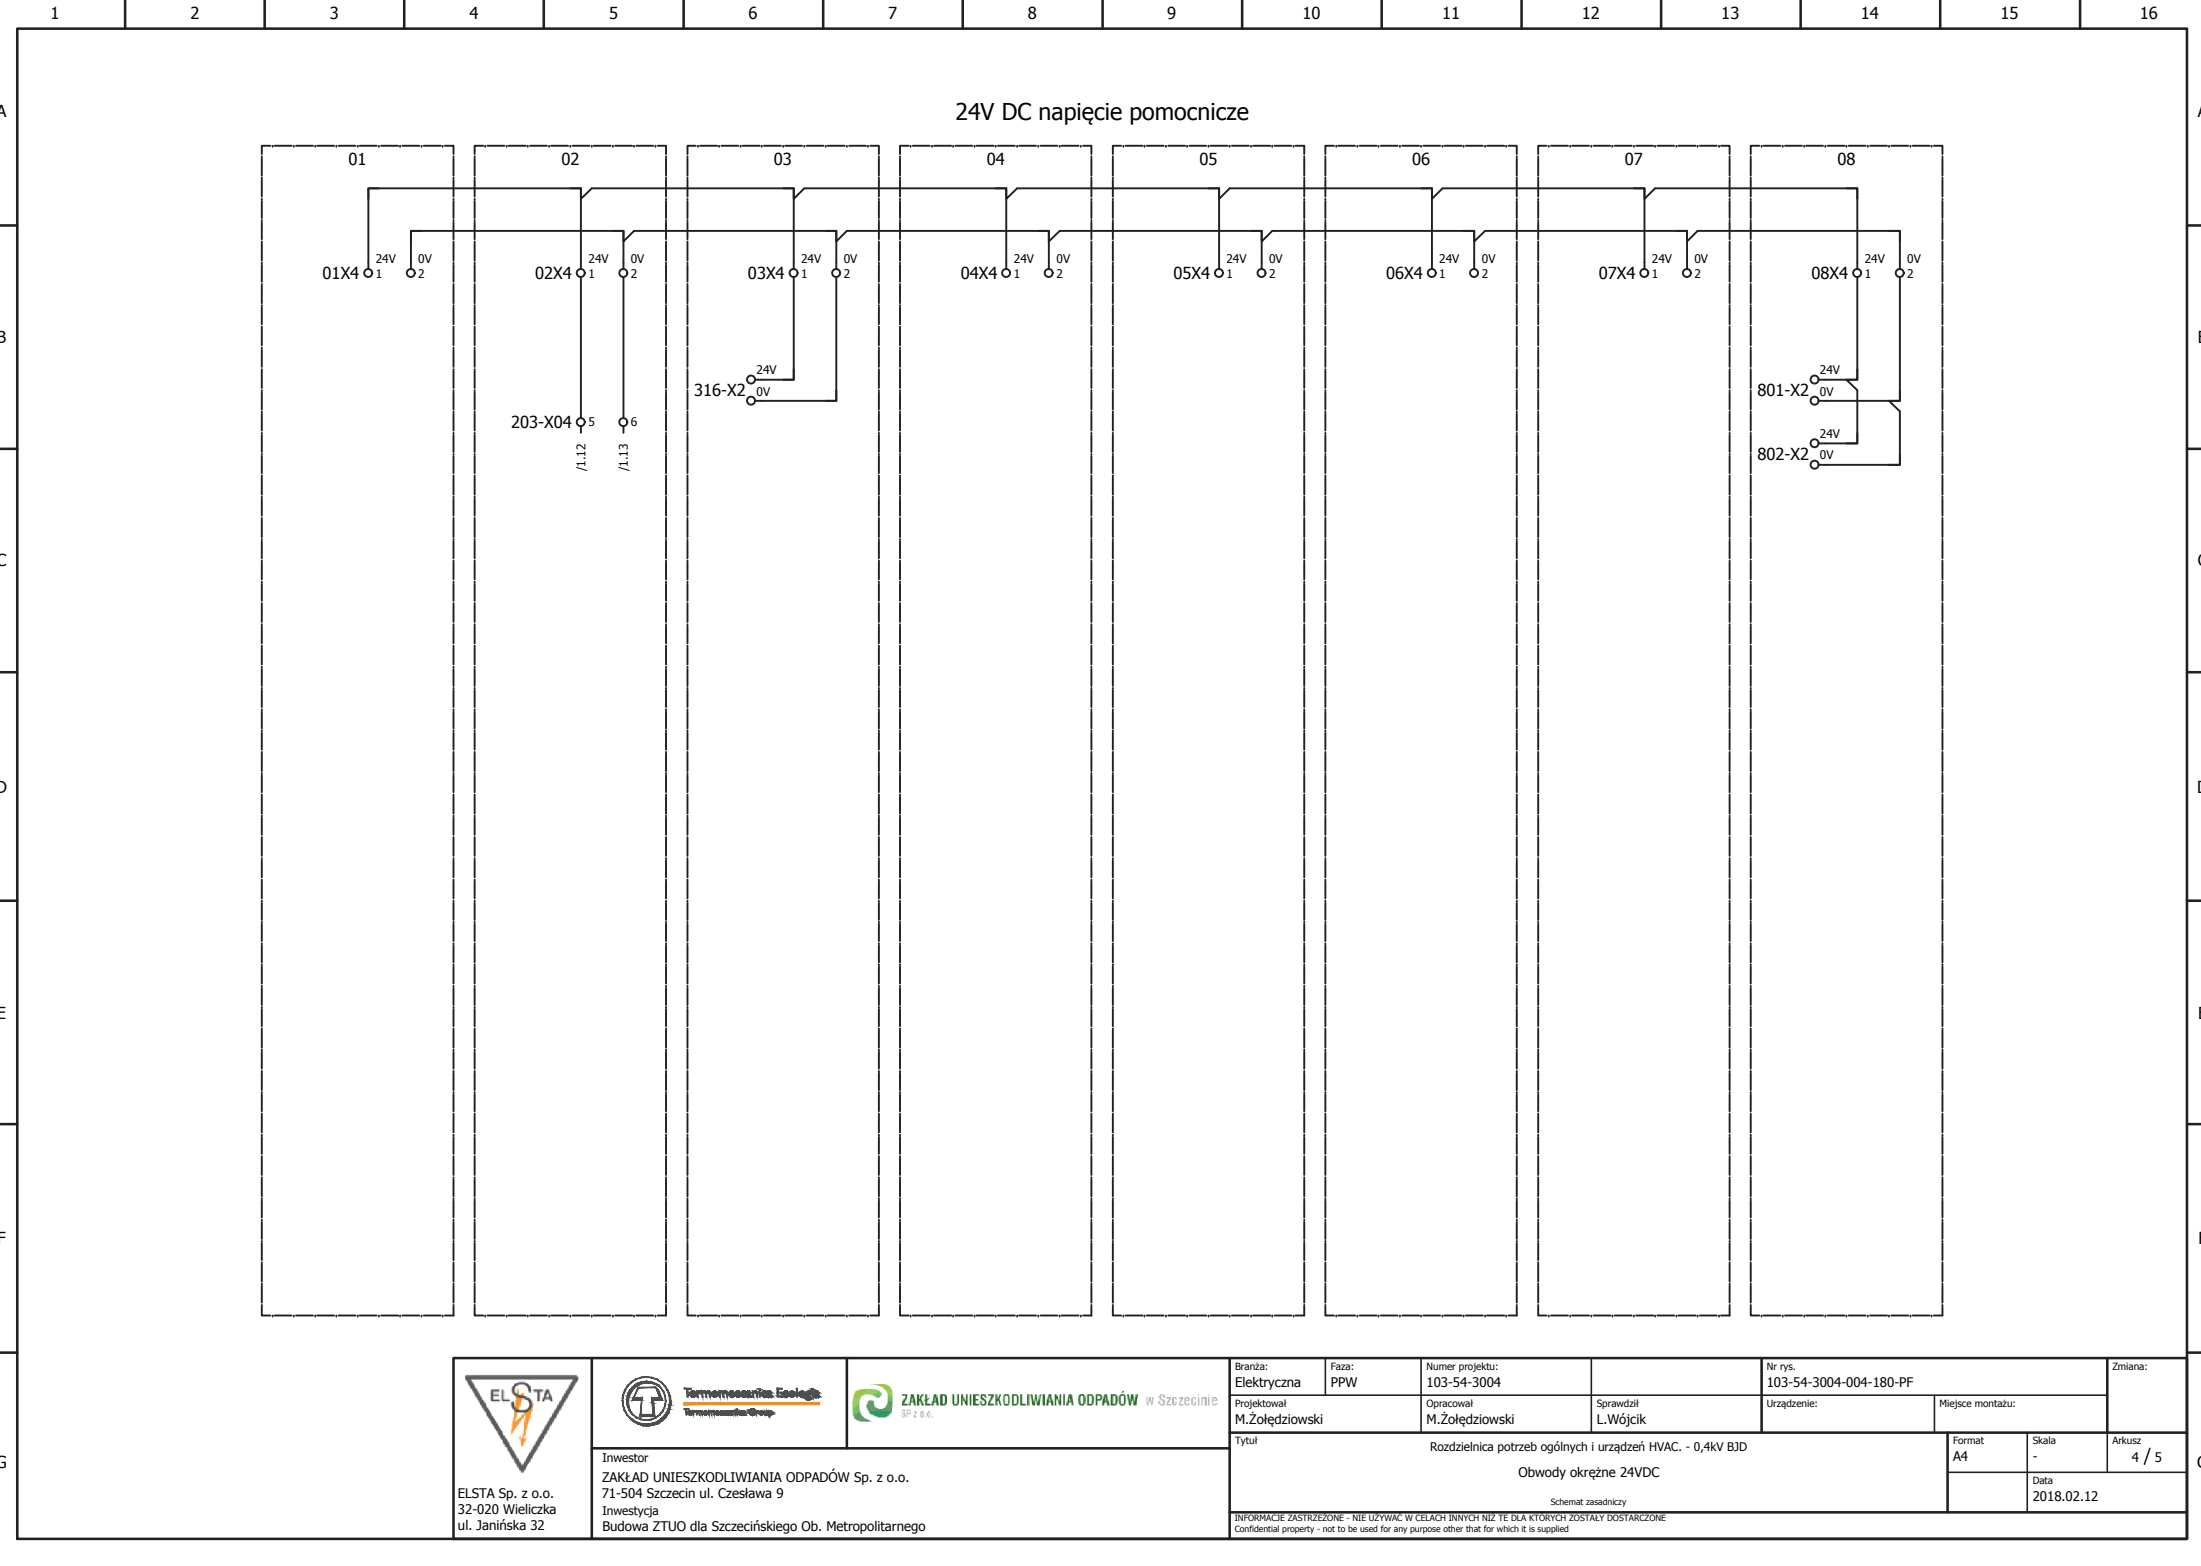 1 2 3 4 5 6 7 8 9 10 11 12 13 14 15 16
A
24V DC napięcie pomocnicze
01 02 03 04 05 06 07 08
01X4 1 24V 2 0V
02X4 1 24V 2 0V
03X4 1 24V 2 0V
04X4 1 24V 2 0V
05X4 1 24V 2 0V
06X4 1 24V 2 0V
07X4 1 24V 2 0V
08X4 1 24V 2 0V
B
316-X2 24V 0V
801-X2 24V 0V
203-X04 5 6
/1.12 /1.13
802-X2 24V 0V
C
D
E
F
G
ELSTA
ELSTA Sp. z o.o.
32-020 Wieliczka
ul. Janińska 32
Termomecanica Ecologia
Termomecanica Group
ZAKŁAD UNIESZKODLIWIANIA ODPADÓW w Szczecinie
SP z o.o.
Inwestor
ZAKŁAD UNIESZKODLIWIANIA ODPADÓW Sp. z o.o.
71-504 Szczecin ul. Czesława 9
Inwestycja
Budowa ZTUO dla Szczecińskiego Ob. Metropolitarnego
Branża: Faza: Numer projektu: Nr rys. Zmiana:
Elektryczna PPW 103-54-3004 103-54-3004-004-180-PF
Projektował Opracował Sprawdził Urządzenie: Miejsce montażu:
M.Żołędziowski M.Żołędziowski L.Wójcik
Tytuł
Rozdzielnica potrzeb ogólnych i urządzeń HVAC. - 0,4kV BJD
Obwody okrężne 24VDC
Schemat zasadniczy
Format Skala Arkusz
A4 - 4 / 5
Data
2018.02.12
INFORMACJE ZASTRZEŻONE - NIE UŻYWAĆ W CELACH INNYCH NIŻ TE DLA KTÓRYCH ZOSTAŁY DOSTARCZONE
Confidential property - not to be used for any purpose other that for which it is supplied